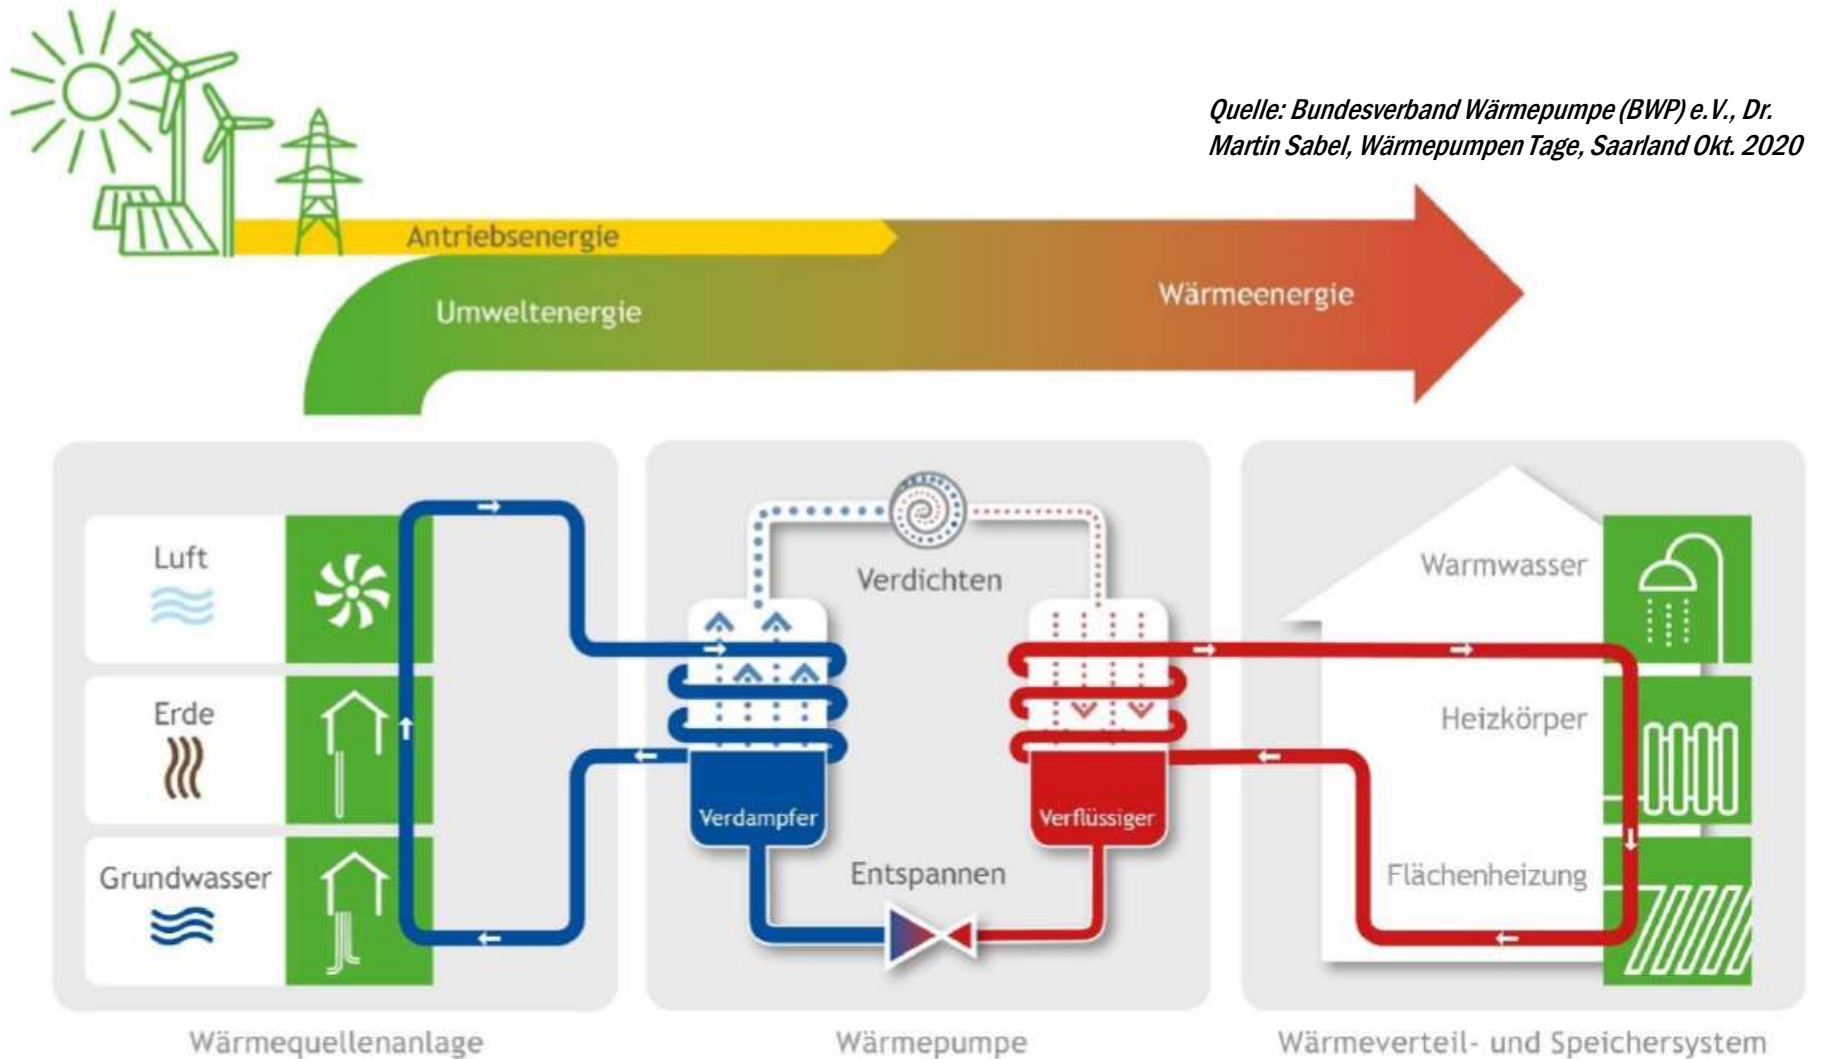 Quelle: Bundesverband Wärmepumpe (BWP) e.V., Dr.
Martin Sabel, Wärmepumpen Tage, Saarland Okt. 2020
Antriebsenergie
Umweltenergie
Wärmeenergie
Luft
Erde
Grundwasser
Verdichten
Verdampfer
Verflüssiger
Entspannen
Warmwasser
Heizkörper
Flächenheizung
Wärmequellenanlage
Wärmepumpe
Wärmeverteil- und Speichersystem